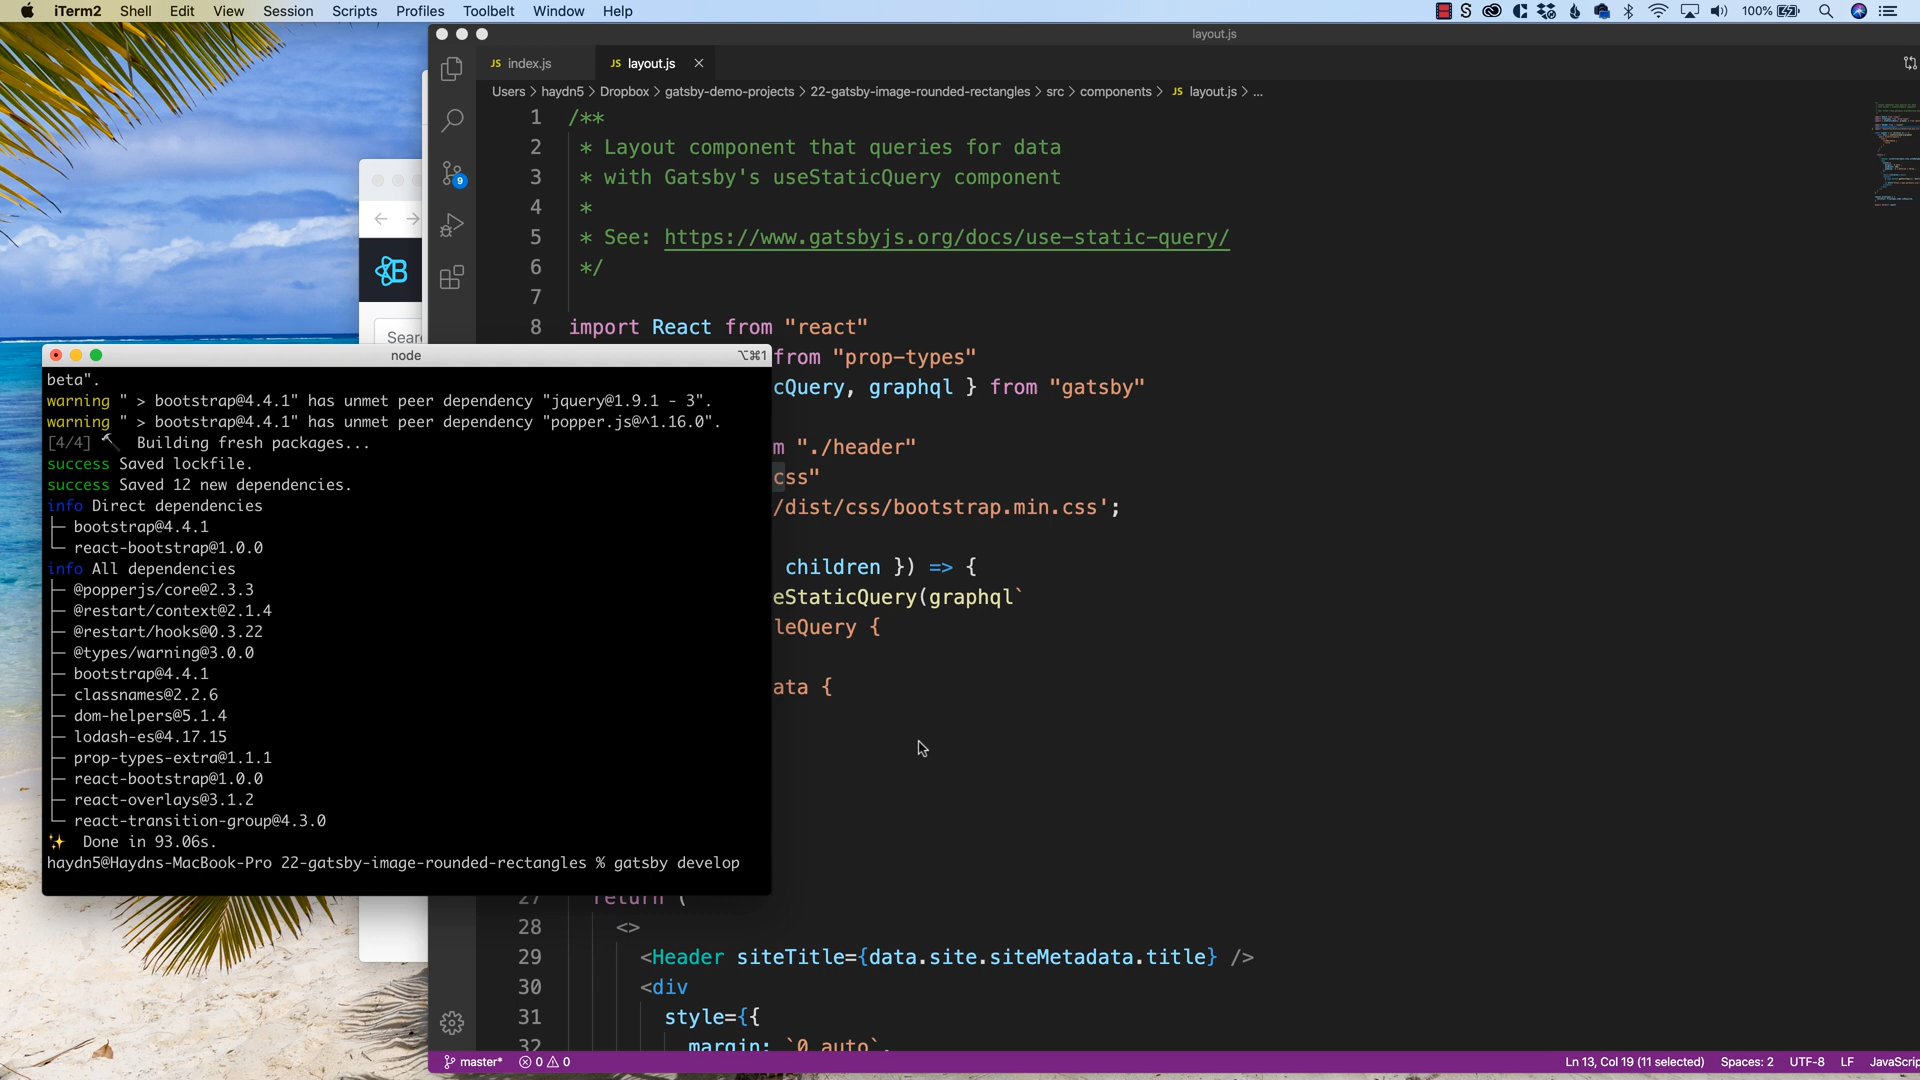 iTerm2 Shell Edit View Session Scripts Profiles Toolbelt Window Help 100%
layout.js
JS index.js JS layout.js
Users > haydn5 > Dropbox > gatsby-demo-projects > 22-gatsby-image-rounded-rectangles > src > components > JS layout.js > ...
1 /**
2 * Layout component that queries for data
3 * with Gatsby's useStaticQuery component
4 *
5 * See: https://www.gatsbyjs.org/docs/use-static-query/
6 */
7
8 import React from "react"
from "prop-types"
cQuery, graphql } from "gatsby"
m "./header"
css"
/dist/css/bootstrap.min.css';
children }) => {
eStaticQuery(graphql`
leQuery {
ata {
27 return (
28 <>
29 <Header siteTitle={data.site.siteMetadata.title} />
30 <div
31 style={{
32 margin: `0 auto`,
9
B
Sear
node ⌥⌘1
beta".
warning " > bootstrap@4.4.1" has unmet peer dependency "jquery@1.9.1 - 3".
warning " > bootstrap@4.4.1" has unmet peer dependency "popper.js@^1.16.0".
[4/4] 🔨 Building fresh packages...
success Saved lockfile.
success Saved 12 new dependencies.
info Direct dependencies
├─ bootstrap@4.4.1
└─ react-bootstrap@1.0.0
info All dependencies
├─ @popperjs/core@2.3.3
├─ @restart/context@2.1.4
├─ @restart/hooks@0.3.22
├─ @types/warning@3.0.0
├─ bootstrap@4.4.1
├─ classnames@2.2.6
├─ dom-helpers@5.1.4
├─ lodash-es@4.17.15
├─ prop-types-extra@1.1.1
├─ react-bootstrap@1.0.0
├─ react-overlays@3.1.2
└─ react-transition-group@4.3.0
✨ Done in 93.06s.
haydn5@Haydns-MacBook-Pro 22-gatsby-image-rounded-rectangles % gatsby develop
master* 0 0 Ln 13, Col 19 (11 selected) Spaces: 2 UTF-8 LF JavaScrip